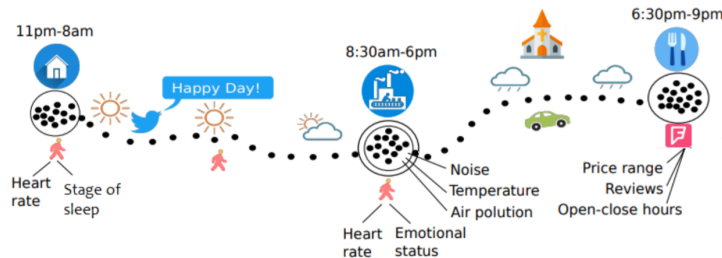 11pm-8am
Happy Day!
Heart
rate
Stage of
sleep
8:30am-6pm
Noise
Temperature
Air polution
Heart
rate
Emotional
status
6:30pm-9pm
Price range
Reviews
Open-close hours